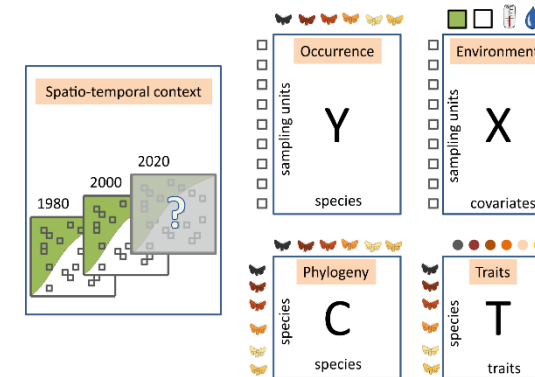 Spatio-temporal context
1980
2000
2020
?
Occurrence
sampling units
Y
species
Environment
sampling units
X
covariates
Phylogeny
species
C
species
Traits
species
T
traits